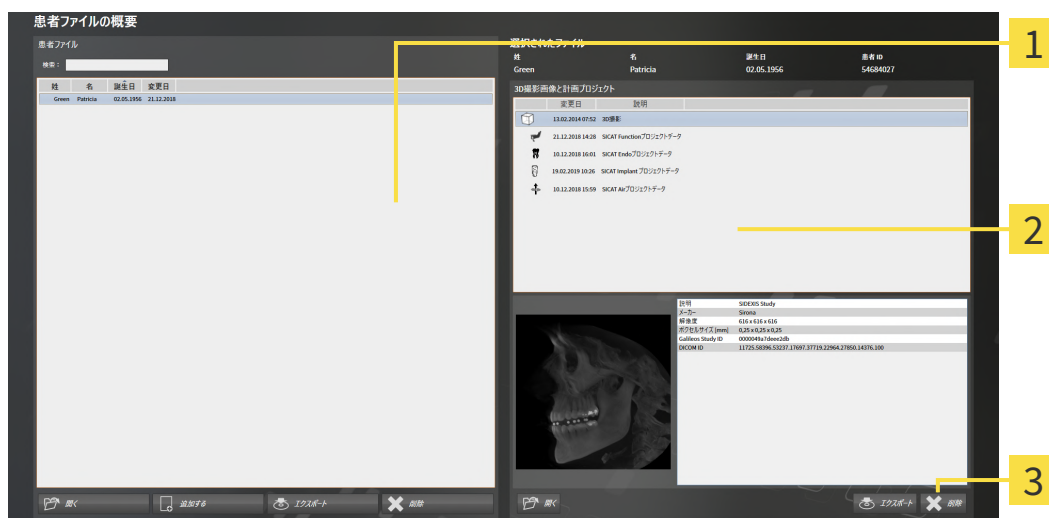 患者ファイルの概要
患者ファイル
検索：
姓 名 誕生日 変更日
Green Patricia 02.05.1956 21.12.2018
開く 追加する エクスポート 削除
選択されたファイル
姓 名 誕生日 患者 ID
Green Patricia 02.05.1956 54684027
3D撮影画像と計画プロジェクト
変更日 説明
13.02.2014 07:52 3D撮影
21.12.2018 14:28 SICAT Functionプロジェクトデータ
10.12.2018 16:01 SICAT Endoプロジェクトデータ
19.02.2019 10:26 SICAT Implant プロジェクトデータ
10.12.2018 15:59 SICAT Airプロジェクトデータ
説明 SIDEXIS Study
メーカー Sirona
解像度 616 x 616 x 616
ボクセルサイズ [mm] 0,25 x 0,25 x 0,25
Galileos Study ID 0000049a7deee2db
DICOM ID 11725.58396.53237.17697.37719.22964.27850.14376.100
開く エクスポート 削除
1
2
3